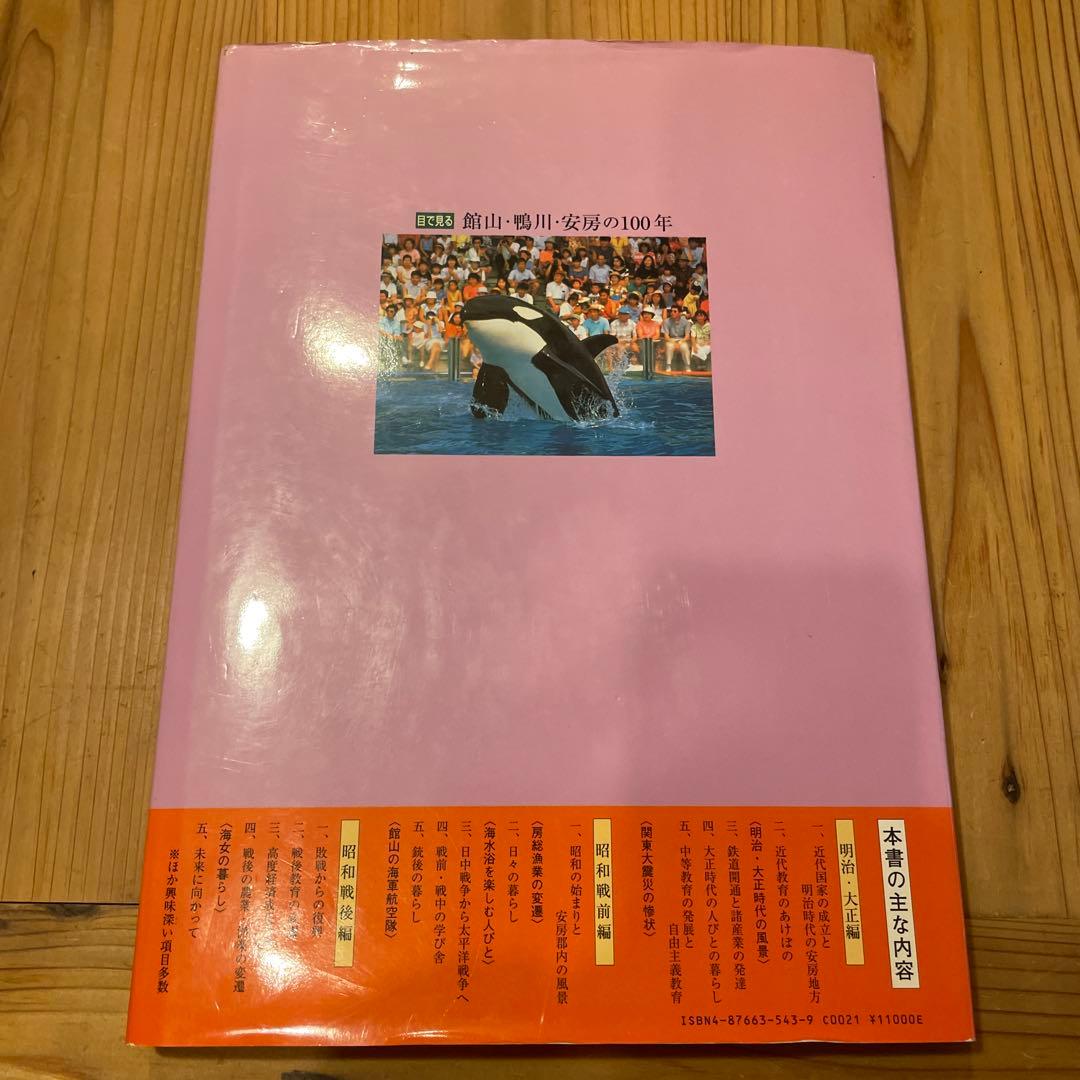 目で見る 館山・鴨川・安房の100年
本書の主な内容
明治・大正編
一、近代国家の成立と
明治時代の安房地方
二、近代教育のあけぼの
〈明治・大正時代の風景〉
三、鉄道開通と諸産業の発達
四、大正時代の人びとの暮らし
五、中等教育の発展と
自由主義教育
〈関東大震災の惨状〉
昭和戦前編
一、昭和の始まりと
安房郡内の風景
〈房総漁業の変遷〉
二、日々の暮らし
〈海水浴を楽しむ人びと〉
三、日中戦争から太平洋戦争へ
四、戦前・戦中の学び舎
五、銃後の暮らし
〈館山の海軍航空隊〉
昭和戦後編
一、敗戦からの復興
二、戦後教育の
三、高度経済成
四、戦後の農業・漁業の変遷
〈海女の暮らし〉
五、未来に向かって
※ほか興味深い項目多数
ISBN4-87663-543-9 C0021 ¥11000E